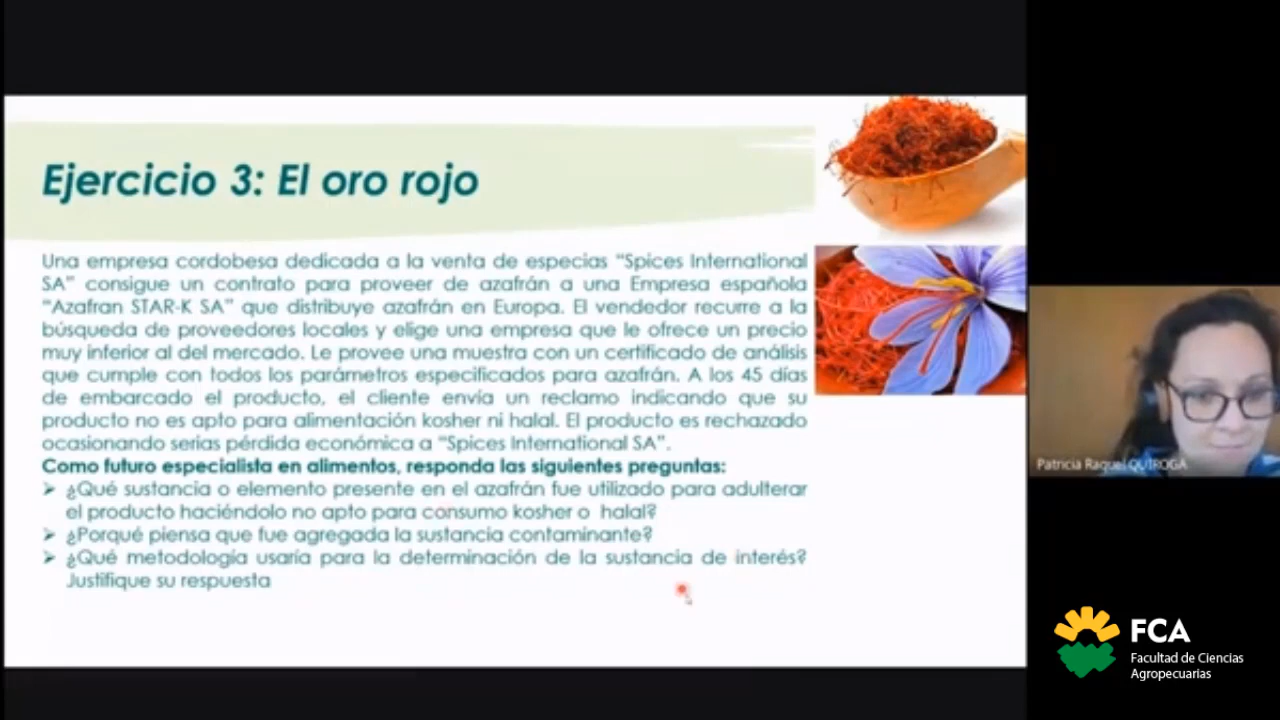 Ejercicio 3: El oro rojo
Una empresa cordobesa dedicada a la venta de especias “Spices International
SA” consigue un contrato para proveer de azafrán a una Empresa española
“Azafran STAR-K SA” que distribuye azafrán en Europa. El vendedor recurre a la
búsqueda de proveedores locales y elige una empresa que le ofrece un precio
muy inferior al del mercado. Le provee una muestra con un certificado de análisis
que cumple con todos los parámetros especificados para azafrán. A los 45 días
de embarcado el producto, el cliente envía un reclamo indicando que su
producto no es apto para alimentación kosher ni halal. El producto es rechazado
ocasionando serias pérdida económica a “Spices International SA”.
Como futuro especialista en alimentos, responda las siguientes preguntas:
➢ ¿Qué sustancia o elemento presente en el azafrán fue utilizado para adulterar
el producto haciéndolo no apto para consumo kosher o halal?
➢ ¿Porqué piensa que fue agregada la sustancia contaminante?
➢ ¿Qué metodología usaría para la determinación de la sustancia de interés?
Justifique su respuesta
Patricia Raquel QUIROGA
FCA
Facultad de Ciencias
Agropecuarias